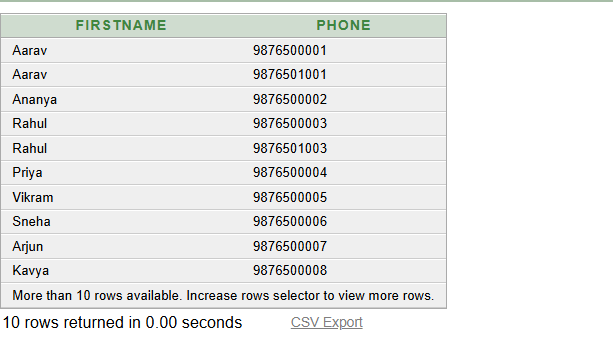 FIRSTNAME PHONE
Aarav 9876500001
Aarav 9876501001
Ananya 9876500002
Rahul 9876500003
Rahul 9876501003
Priya 9876500004
Vikram 9876500005
Sneha 9876500006
Arjun 9876500007
Kavya 9876500008
More than 10 rows available. Increase rows selector to view more rows.
10 rows returned in 0.00 seconds CSV Export